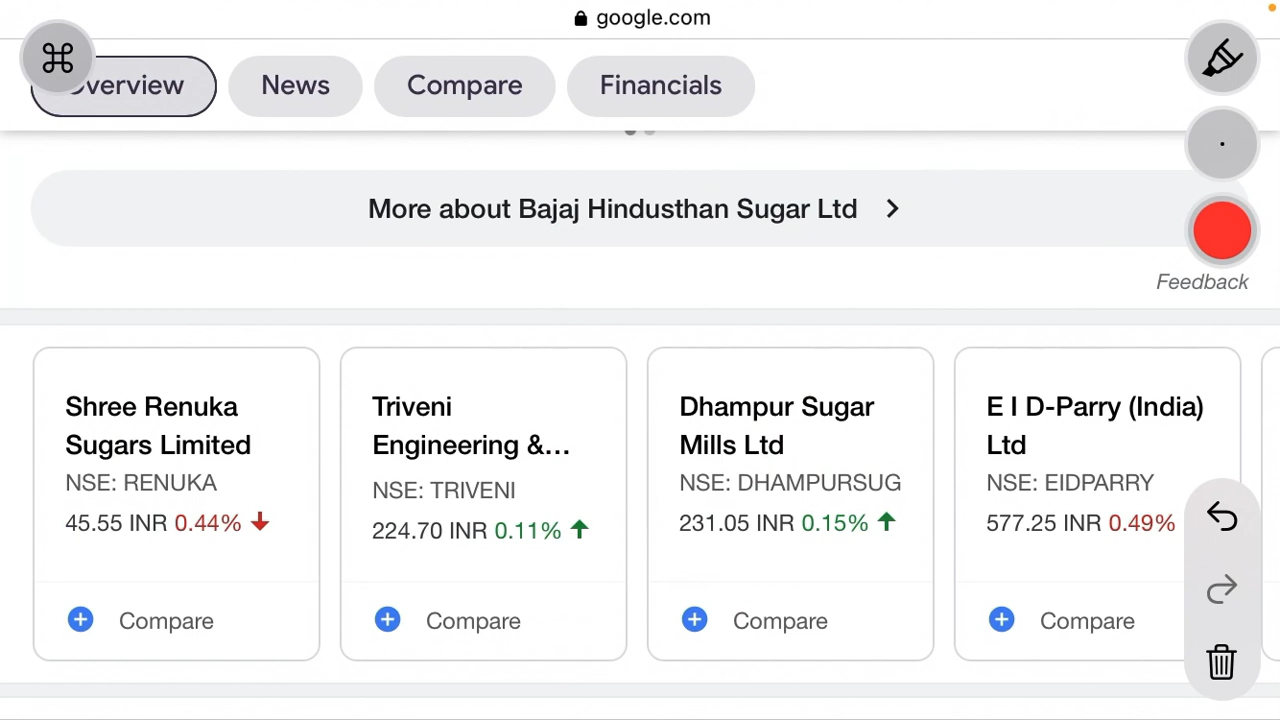 google.com
Overview News Compare Financials
More about Bajaj Hindusthan Sugar Ltd
Feedback
Shree Renuka
Sugars Limited
NSE: RENUKA
45.55 INR 0.44%
Compare
Triveni
Engineering &...
NSE: TRIVENI
224.70 INR 0.11%
Compare
Dhampur Sugar
Mills Ltd
NSE: DHAMPURSUG
231.05 INR 0.15%
Compare
E I D-Parry (India)
Ltd
NSE: EIDPARRY
577.25 INR 0.49%
Compare